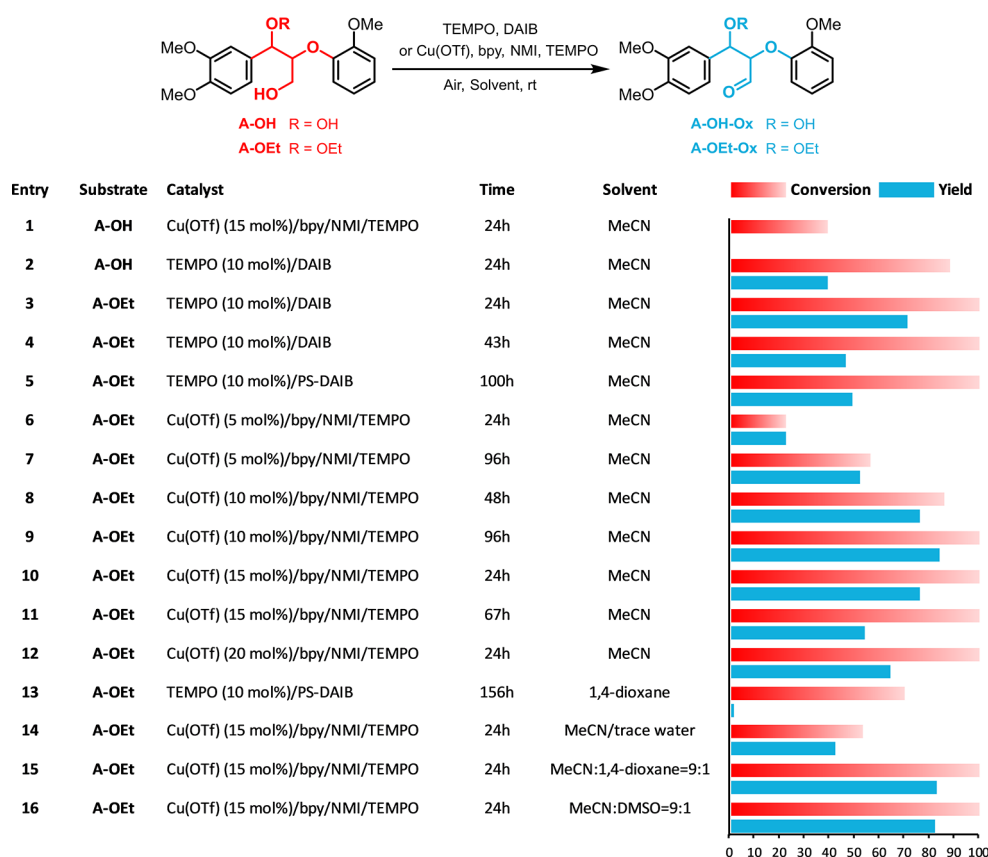 OR
OMe
MeO
O
MeO
HO
TEMPO, DAIB
or Cu(OTf), bpy, NMI, TEMPO
Air, Solvent, rt
OR
OMe
MeO
O
MeO
O
A-OH R = OH
A-OEt R = OEt
A-OH-Ox R = OH
A-OEt-Ox R = OEt
Entry Substrate Catalyst Time Solvent Conversion Yield
1 A-OH Cu(OTf) (15 mol%)/bpy/NMI/TEMPO 24h MeCN
2 A-OH TEMPO (10 mol%)/DAIB 24h MeCN
3 A-OEt TEMPO (10 mol%)/DAIB 24h MeCN
4 A-OEt TEMPO (10 mol%)/DAIB 43h MeCN
5 A-OEt TEMPO (10 mol%)/PS-DAIB 100h MeCN
6 A-OEt Cu(OTf) (5 mol%)/bpy/NMI/TEMPO 24h MeCN
7 A-OEt Cu(OTf) (5 mol%)/bpy/NMI/TEMPO 96h MeCN
8 A-OEt Cu(OTf) (10 mol%)/bpy/NMI/TEMPO 48h MeCN
9 A-OEt Cu(OTf) (10 mol%)/bpy/NMI/TEMPO 96h MeCN
10 A-OEt Cu(OTf) (15 mol%)/bpy/NMI/TEMPO 24h MeCN
11 A-OEt Cu(OTf) (15 mol%)/bpy/NMI/TEMPO 67h MeCN
12 A-OEt Cu(OTf) (20 mol%)/bpy/NMI/TEMPO 24h MeCN
13 A-OEt TEMPO (10 mol%)/PS-DAIB 156h 1,4-dioxane
14 A-OEt Cu(OTf) (15 mol%)/bpy/NMI/TEMPO 24h MeCN/trace water
15 A-OEt Cu(OTf) (15 mol%)/bpy/NMI/TEMPO 24h MeCN:1,4-dioxane=9:1
16 A-OEt Cu(OTf) (15 mol%)/bpy/NMI/TEMPO 24h MeCN:DMSO=9:1
0 10 20 30 40 50 60 70 80 90 100